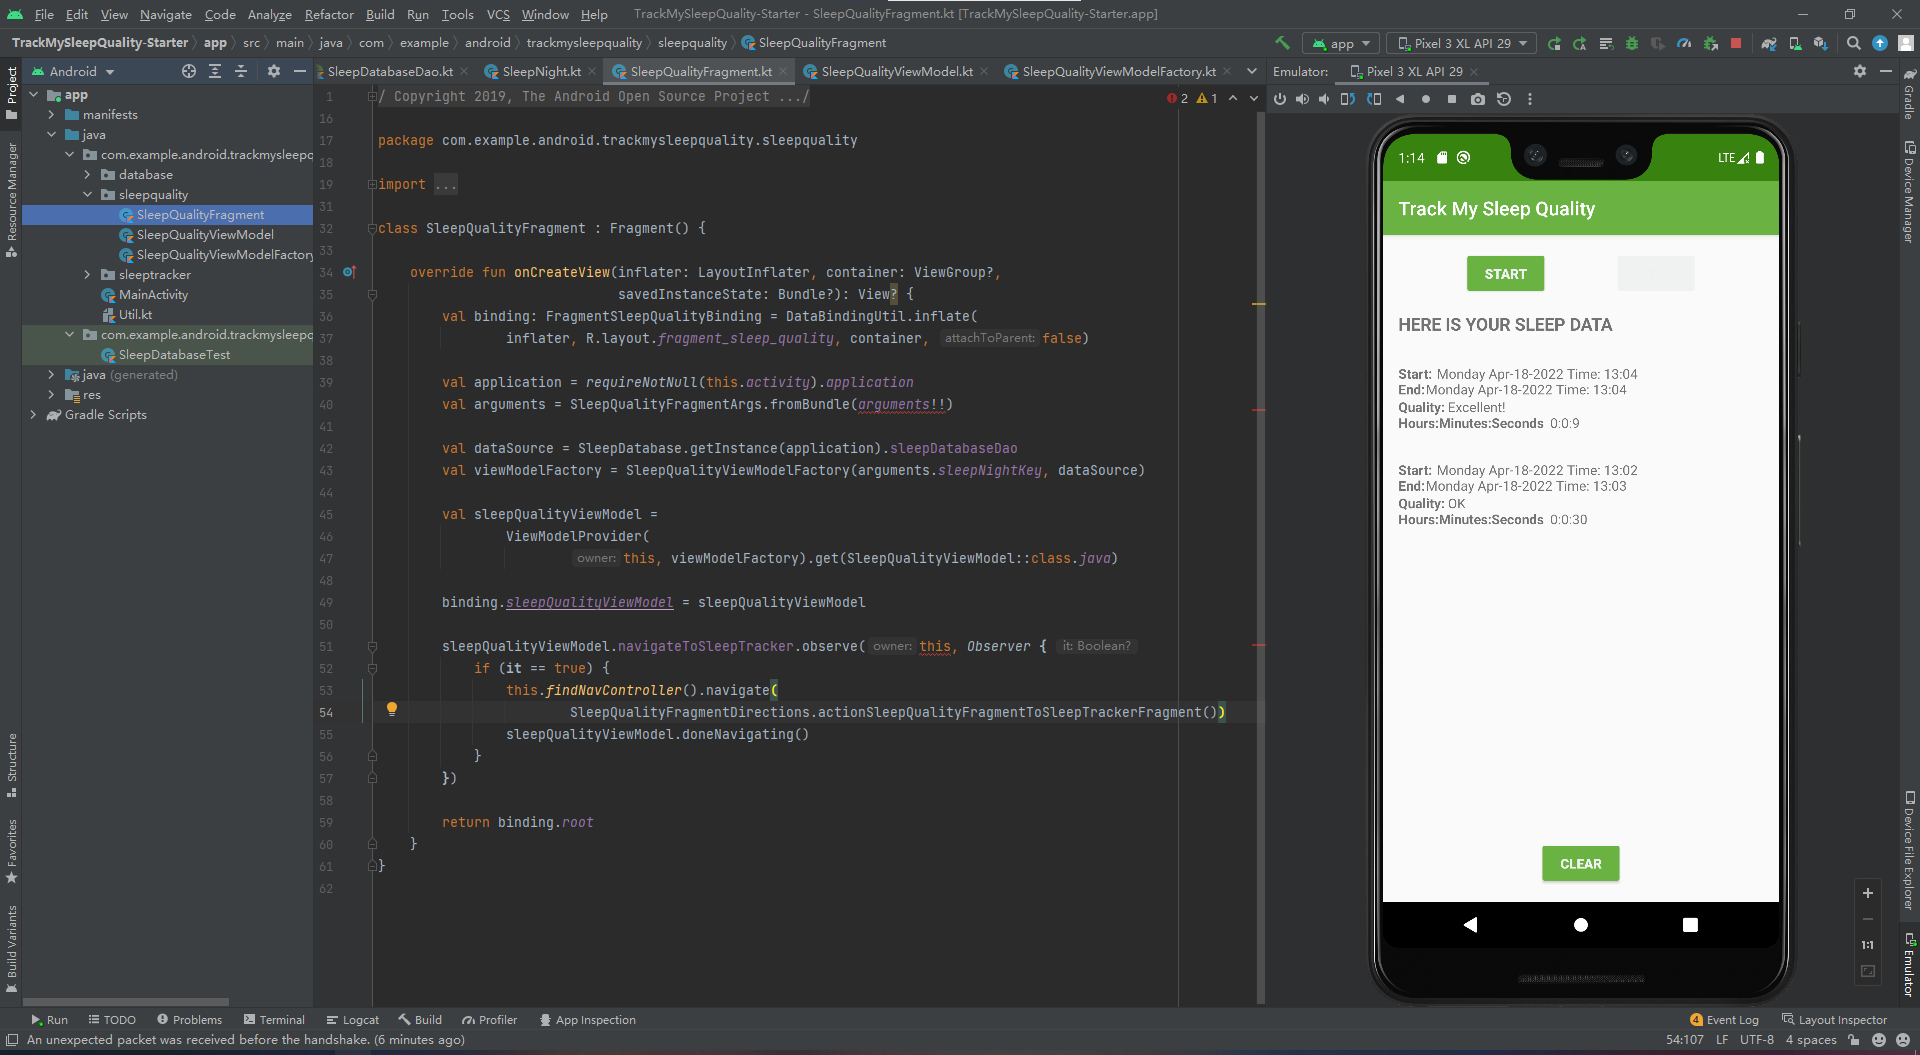 File Edit View Navigate Code Analyze Refactor Build Run Tools VCS Window Help TrackMySleepQuality-Starter - SleepQualityFragment.kt [TrackMySleepQuality-Starter.app]
TrackMySleepQuality-Starter app src main java com example android trackmysleepquality sleepquality SleepQualityFragment app Pixel 3 XL API 29
Android SleepDatabaseDao.kt SleepNight.kt SleepQualityFragment.kt SleepQualityViewModel.kt SleepQualityViewModelFactory.kt Emulator: Pixel 3 XL API 29
Project
Resource Manager
Structure
Favorites
Build Variants
app
manifests
java
com.example.android.trackmysleepq
database
sleepquality
SleepQualityFragment
SleepQualityViewModel
SleepQualityViewModelFactory
sleeptracker
MainActivity
Util.kt
com.example.android.trackmysleepq
SleepDatabaseTest
java (generated)
res
Gradle Scripts
2 1
1 / Copyright 2019, The Android Open Source Project .../
16
17 package com.example.android.trackmysleepquality.sleepquality
18
19 import ...
31
32 class SleepQualityFragment : Fragment() {
33
34 override fun onCreateView(inflater: LayoutInflater, container: ViewGroup?,
35 savedInstanceState: Bundle?): View? {
36 val binding: FragmentSleepQualityBinding = DataBindingUtil.inflate(
37 inflater, R.layout.fragment_sleep_quality, container, attachToParent: false)
38
39 val application = requireNotNull(this.activity).application
40 val arguments = SleepQualityFragmentArgs.fromBundle(arguments!!)
41
42 val dataSource = SleepDatabase.getInstance(application).sleepDatabaseDao
43 val viewModelFactory = SleepQualityViewModelFactory(arguments.sleepNightKey, dataSource)
44
45 val sleepQualityViewModel =
46 ViewModelProvider(
47 owner: this, viewModelFactory).get(SleepQualityViewModel::class.java)
48
49 binding.sleepQualityViewModel = sleepQualityViewModel
50
51 sleepQualityViewModel.navigateToSleepTracker.observe( owner: this, Observer { it: Boolean?
52 if (it == true) {
53 this.findNavController().navigate(
54 SleepQualityFragmentDirections.actionSleepQualityFragmentToSleepTrackerFragment())
55 sleepQualityViewModel.doneNavigating()
56 }
57 })
58
59 return binding.root
60 }
61 }
62
1:14 LTE
Track My Sleep Quality
START
HERE IS YOUR SLEEP DATA
Start: Monday Apr-18-2022 Time: 13:04
End:Monday Apr-18-2022 Time: 13:04
Quality: Excellent!
Hours:Minutes:Seconds 0:0:9
Start: Monday Apr-18-2022 Time: 13:02
End:Monday Apr-18-2022 Time: 13:03
Quality: OK
Hours:Minutes:Seconds 0:0:30
CLEAR
1:1
Gradle
Device Manager
Device File Explorer
Emulator
Run TODO Problems Terminal Logcat Build Profiler App Inspection 4 Event Log Layout Inspector
An unexpected packet was received before the handshake. (6 minutes ago) 54:107 LF UTF-8 4 spaces